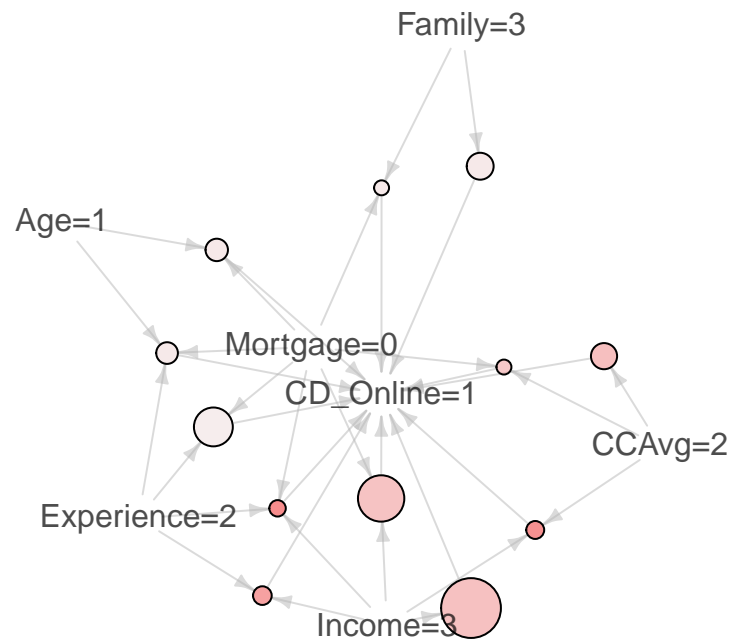 Family=3
Age=1
Mortgage=0
CD_Online=1
CCAvg=2
Experience=2
Income=3